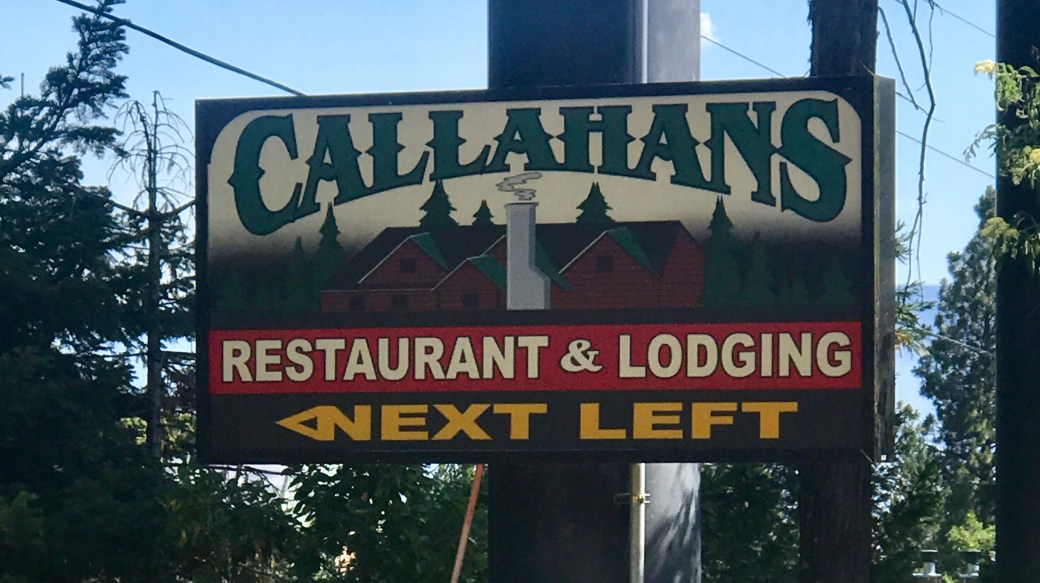 CALLAHANS
RESTAURANT & LODGING
NEXT LEFT